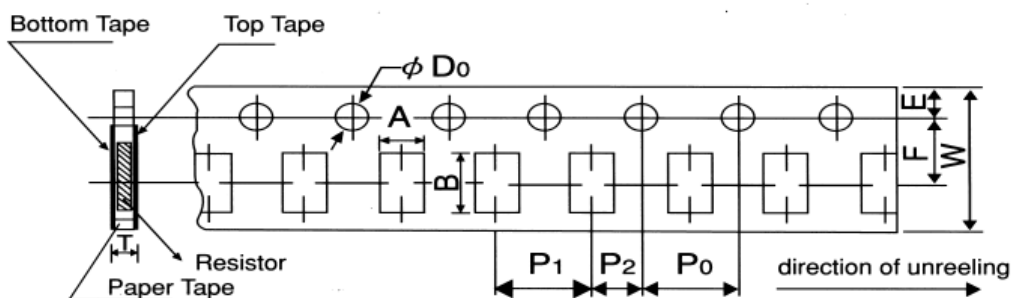 Bottom Tape
Top Tape
ϕ D0
A
E
F
W
B
T
Resistor
Paper Tape
P1
P2
P0
direction of unreeling